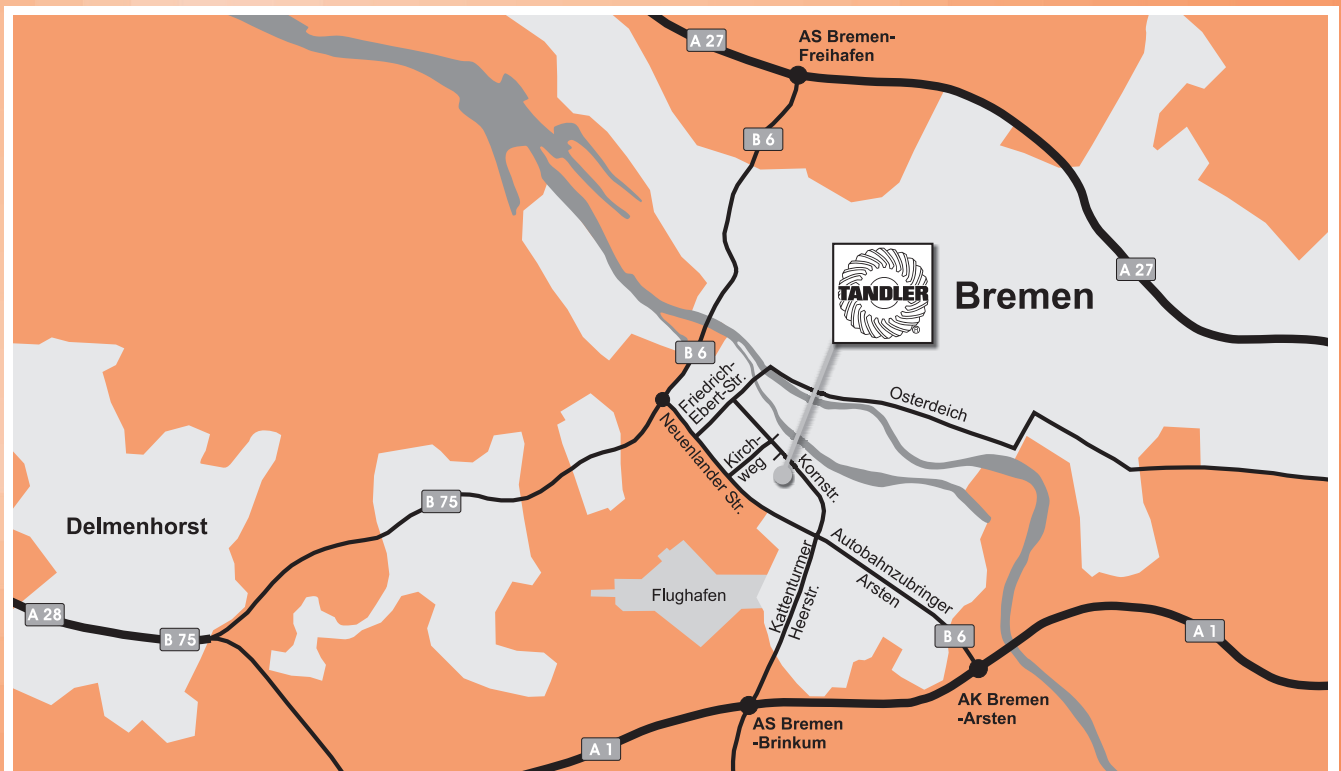 A 27
AS Bremen-
Freihafen
B 6
A 27
TANDLER
®
Bremen
B 6
Friedrich-
Ebert-Str.
Osterdeich
Neuenlander Str.
Kirch-
weg
Kornstr.
B 75
Delmenhorst
Autobahnzubringer
Arsten
Kattenturmer
Heerstr.
Flughafen
A 28
B 75
B 6
A 1
AK Bremen
-Arsten
AS Bremen
-Brinkum
A 1